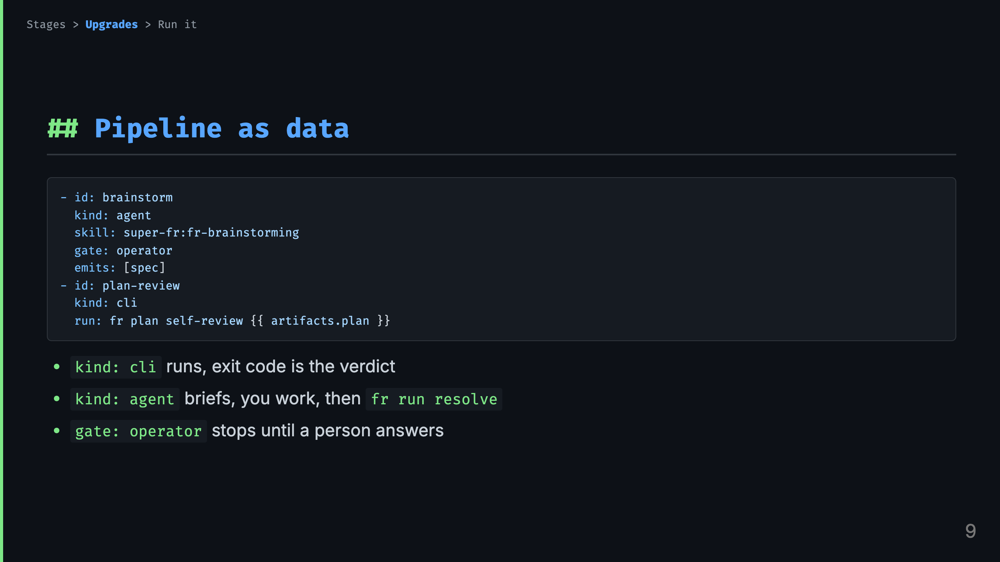 Stages > Upgrades > Run it
## Pipeline as data
- id: brainstorm
  kind: agent
  skill: super-fr:fr-brainstorming
  gate: operator
  emits: [spec]
- id: plan-review
  kind: cli
  run: fr plan self-review {{ artifacts.plan }}
• kind: cli runs, exit code is the verdict
• kind: agent briefs, you work, then fr run resolve
• gate: operator stops until a person answers
9